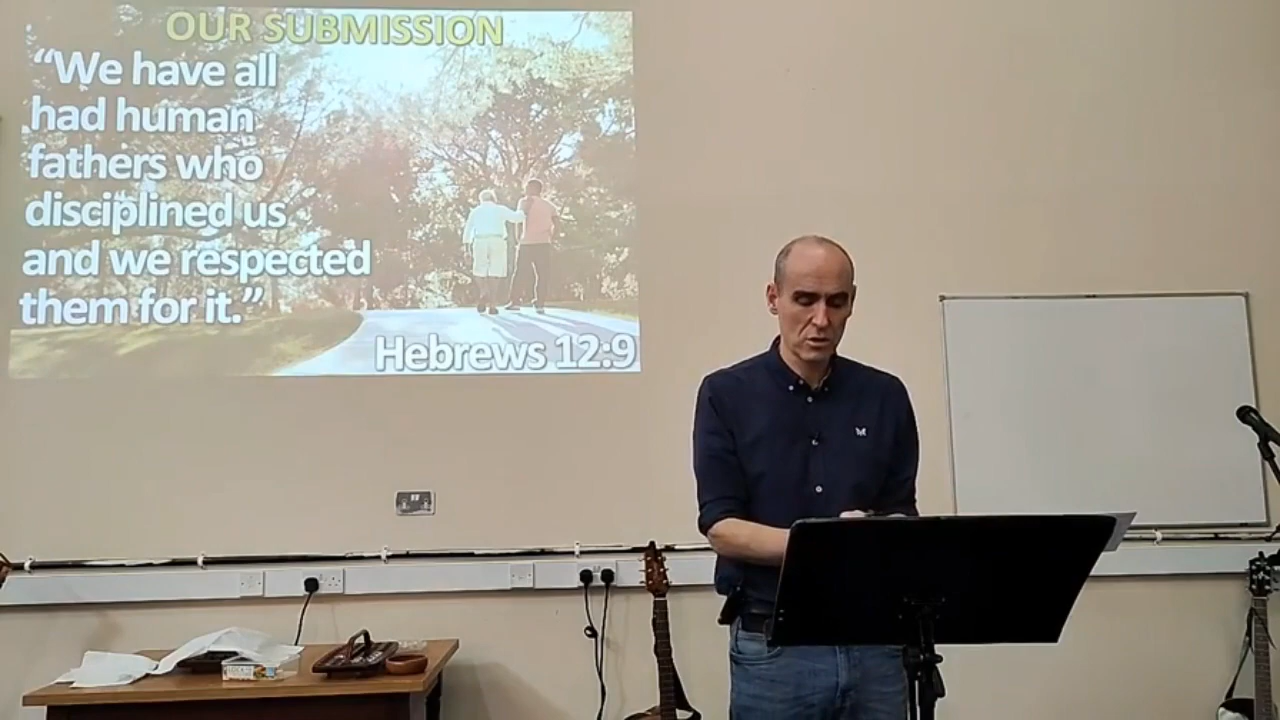 OUR SUBMISSION
“We have all
had human
fathers who
disciplined us
and we respected
them for it.”
Hebrews 12:9